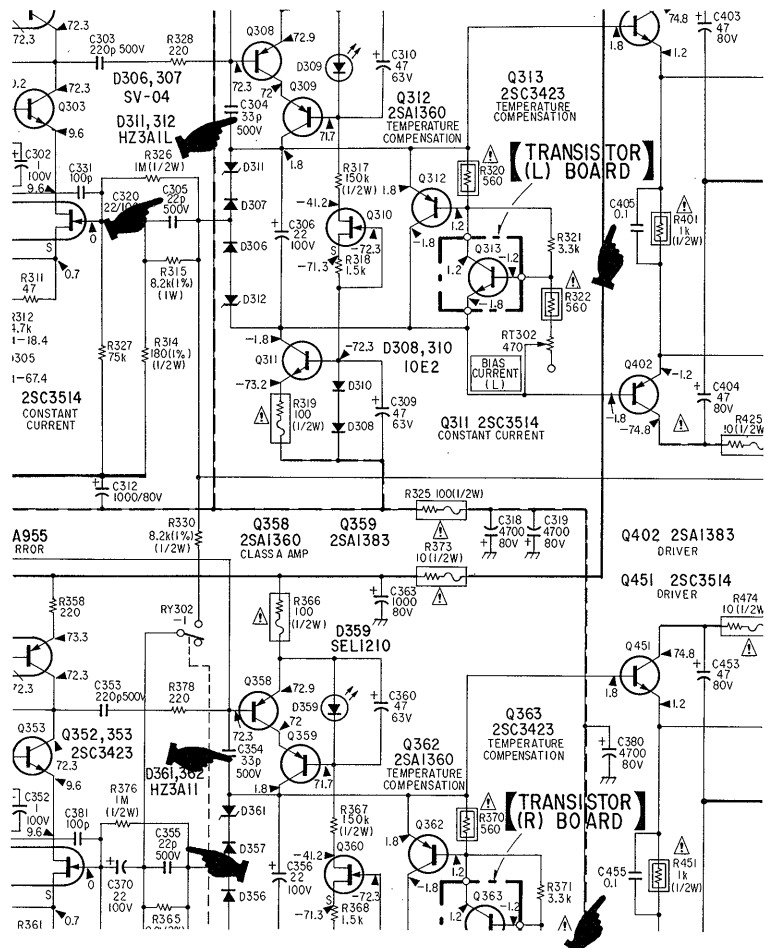 72.3
C303
220p 500V
R328
220
Q308
72.9
D309
C310
47
63V
74.8
C403
47
80V
1.8
1.2
72.3
0.2
Q303
9.6
D306,307
SV-04
D311,312
HZ3A1L
72.3
C304
33p
500V
72
Q309
71.7
Q312
2SA1360
TEMPERATURE
COMPENSATION
Q313
2SC3423
TEMPERATURE
COMPENSATION
C302
1
100V
9.6
C331
100p
R326
1M(1/2W)
C320
22/100
C305
22p
500V
D311
D307
D306
D312
1.8
C306
22
100V
R317
150k
(1/2W)
-41.2
Q310
-72.3
S
-71.3
R318
1.5k
Q312
1.8
-1.8
1.2
R320
560
TRANSISTOR
(L) BOARD
Q313
1.2
-1.2
-1.8
R321
3.3k
R322
560
RT302
470
BIAS
CURRENT
(L)
C405
0.1
R401
1k
(1/2W)
S
0
0.7
R311
47
R315
8.2k(1%)
(1W)
R312
4.7k
-18.4
D305
-67.4
R327
75k
R314
180(1%)
(1/2W)
2SC3514
CONSTANT
CURRENT
-1.8
Q311
-73.2
-72.3
R319
100
(1/2W)
D310
D308
D308,310
10E2
C309
47
63V
Q311 2SC3514
CONSTANT CURRENT
Q402
-1.2
-1.8
-74.8
C404
47
80V
R425
10(1/2W)
C312
1000/80V
R325 100(1/2W)
R330
8.2k(1%)
(1/2W)
A955
RROR
Q358
2SA1360
CLASS A AMP
Q359
2SA1383
R373
10(1/2W)
C318
4700
80V
C319
4700
80V
Q402 2SA1383
DRIVER
Q451 2SC3514
DRIVER
R358
220
RY302
-1
R366
100
(1/2W)
C363
1000
80V
R474
10(1/2W)
73.3
72.3
C353
220p500V
R378
220
Q358
72.9
D359
SEL1210
D359
C360
47
63V
Q451
74.8
1.8
1.2
C453
47
80V
72.3
Q353
72.3
9.6
Q352,353
2SC3423
D361,362
HZ3A11
72.3
C354
33p
500V
72
Q359
71.7
1.8
Q362
2SA1360
TEMPERATURE
COMPENSATION
Q363
2SC3423
TEMPERATURE
COMPENSATION
C380
4700
80V
C352
1
100V
9.6
C381
100p
R376
1M
(1/2W)
C355
22p
500V
C370
22
100V
D361
D357
D356
C356
22
100V
R367
150k
(1/2W)
-41.2
Q360
-72.3
S
-71.3
R368
1.5k
Q362
1.8
-1.8
1.2
R370
560
TRANSISTOR
(R) BOARD
Q363
1.2
-1.2
R371
3.3k
C455
0.1
R451
1k
(1/2W)
S
0
0.7
R361
R365